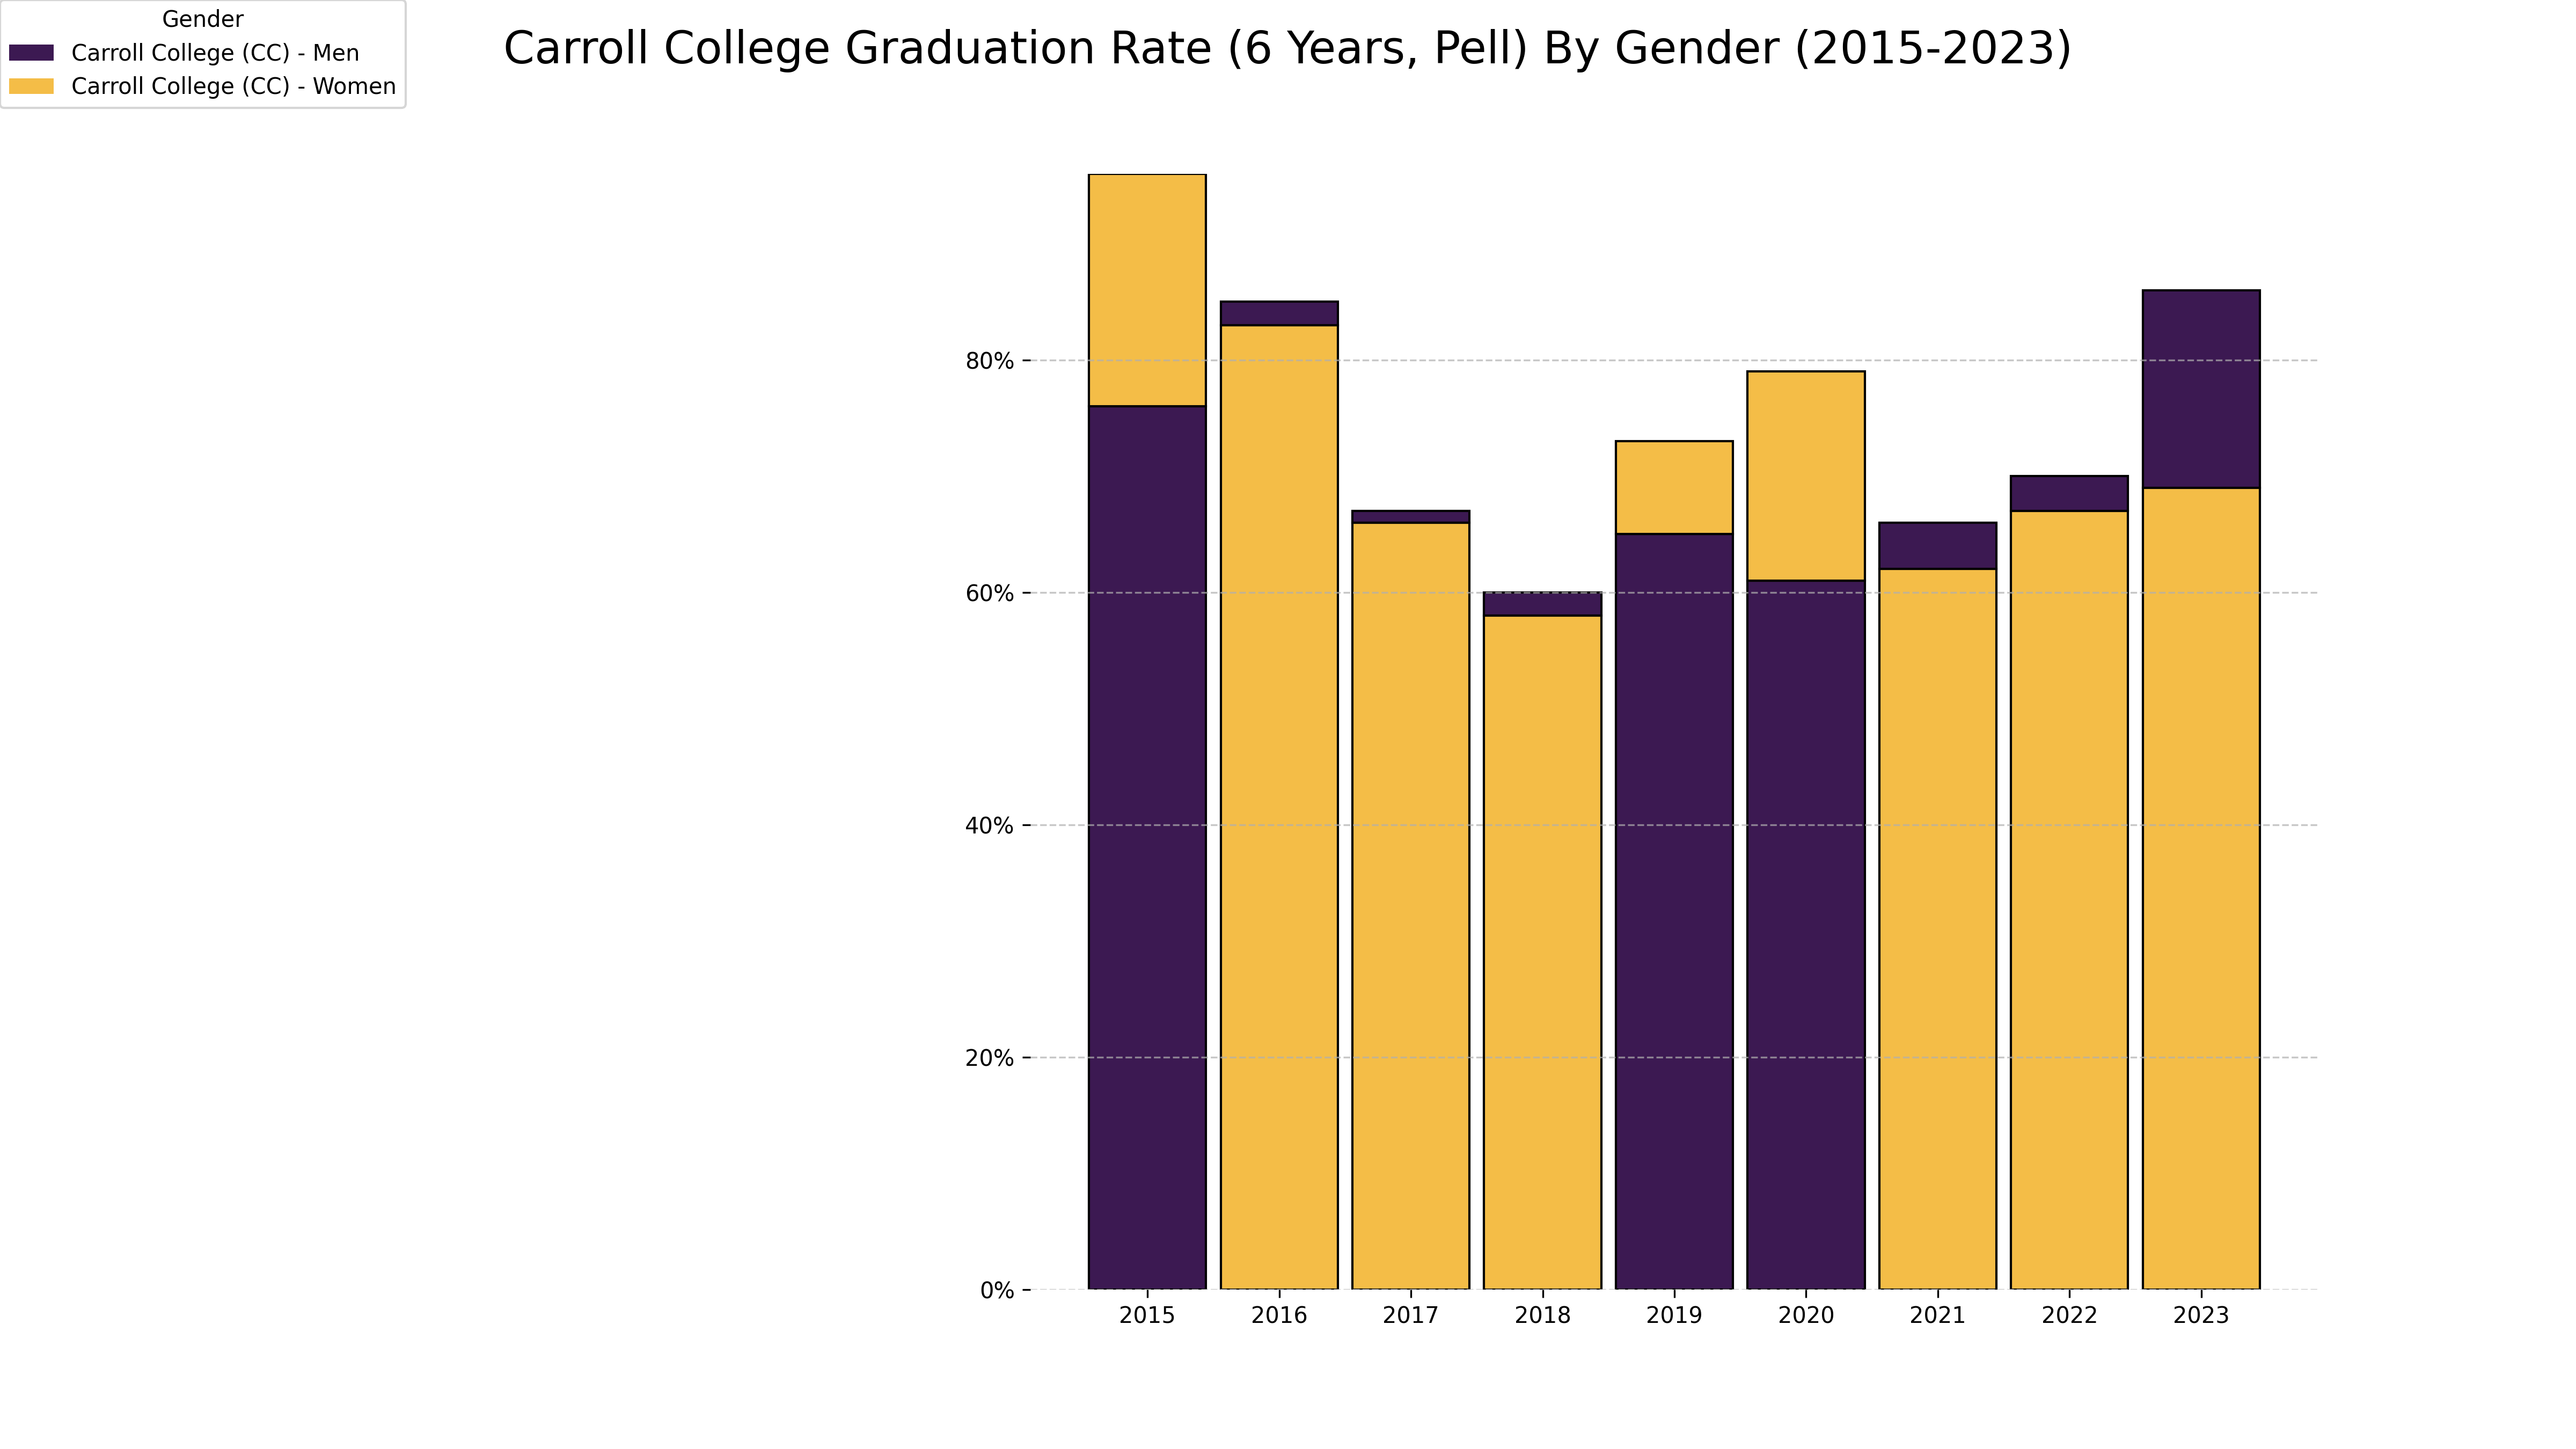 Gender
Carroll College (CC) - Men
Carroll College (CC) - Women
Carroll College Graduation Rate (6 Years, Pell) By Gender (2015-2023)
80%
60%
40%
20%
0%
2015 2016 2017 2018 2019 2020 2021 2022 2023